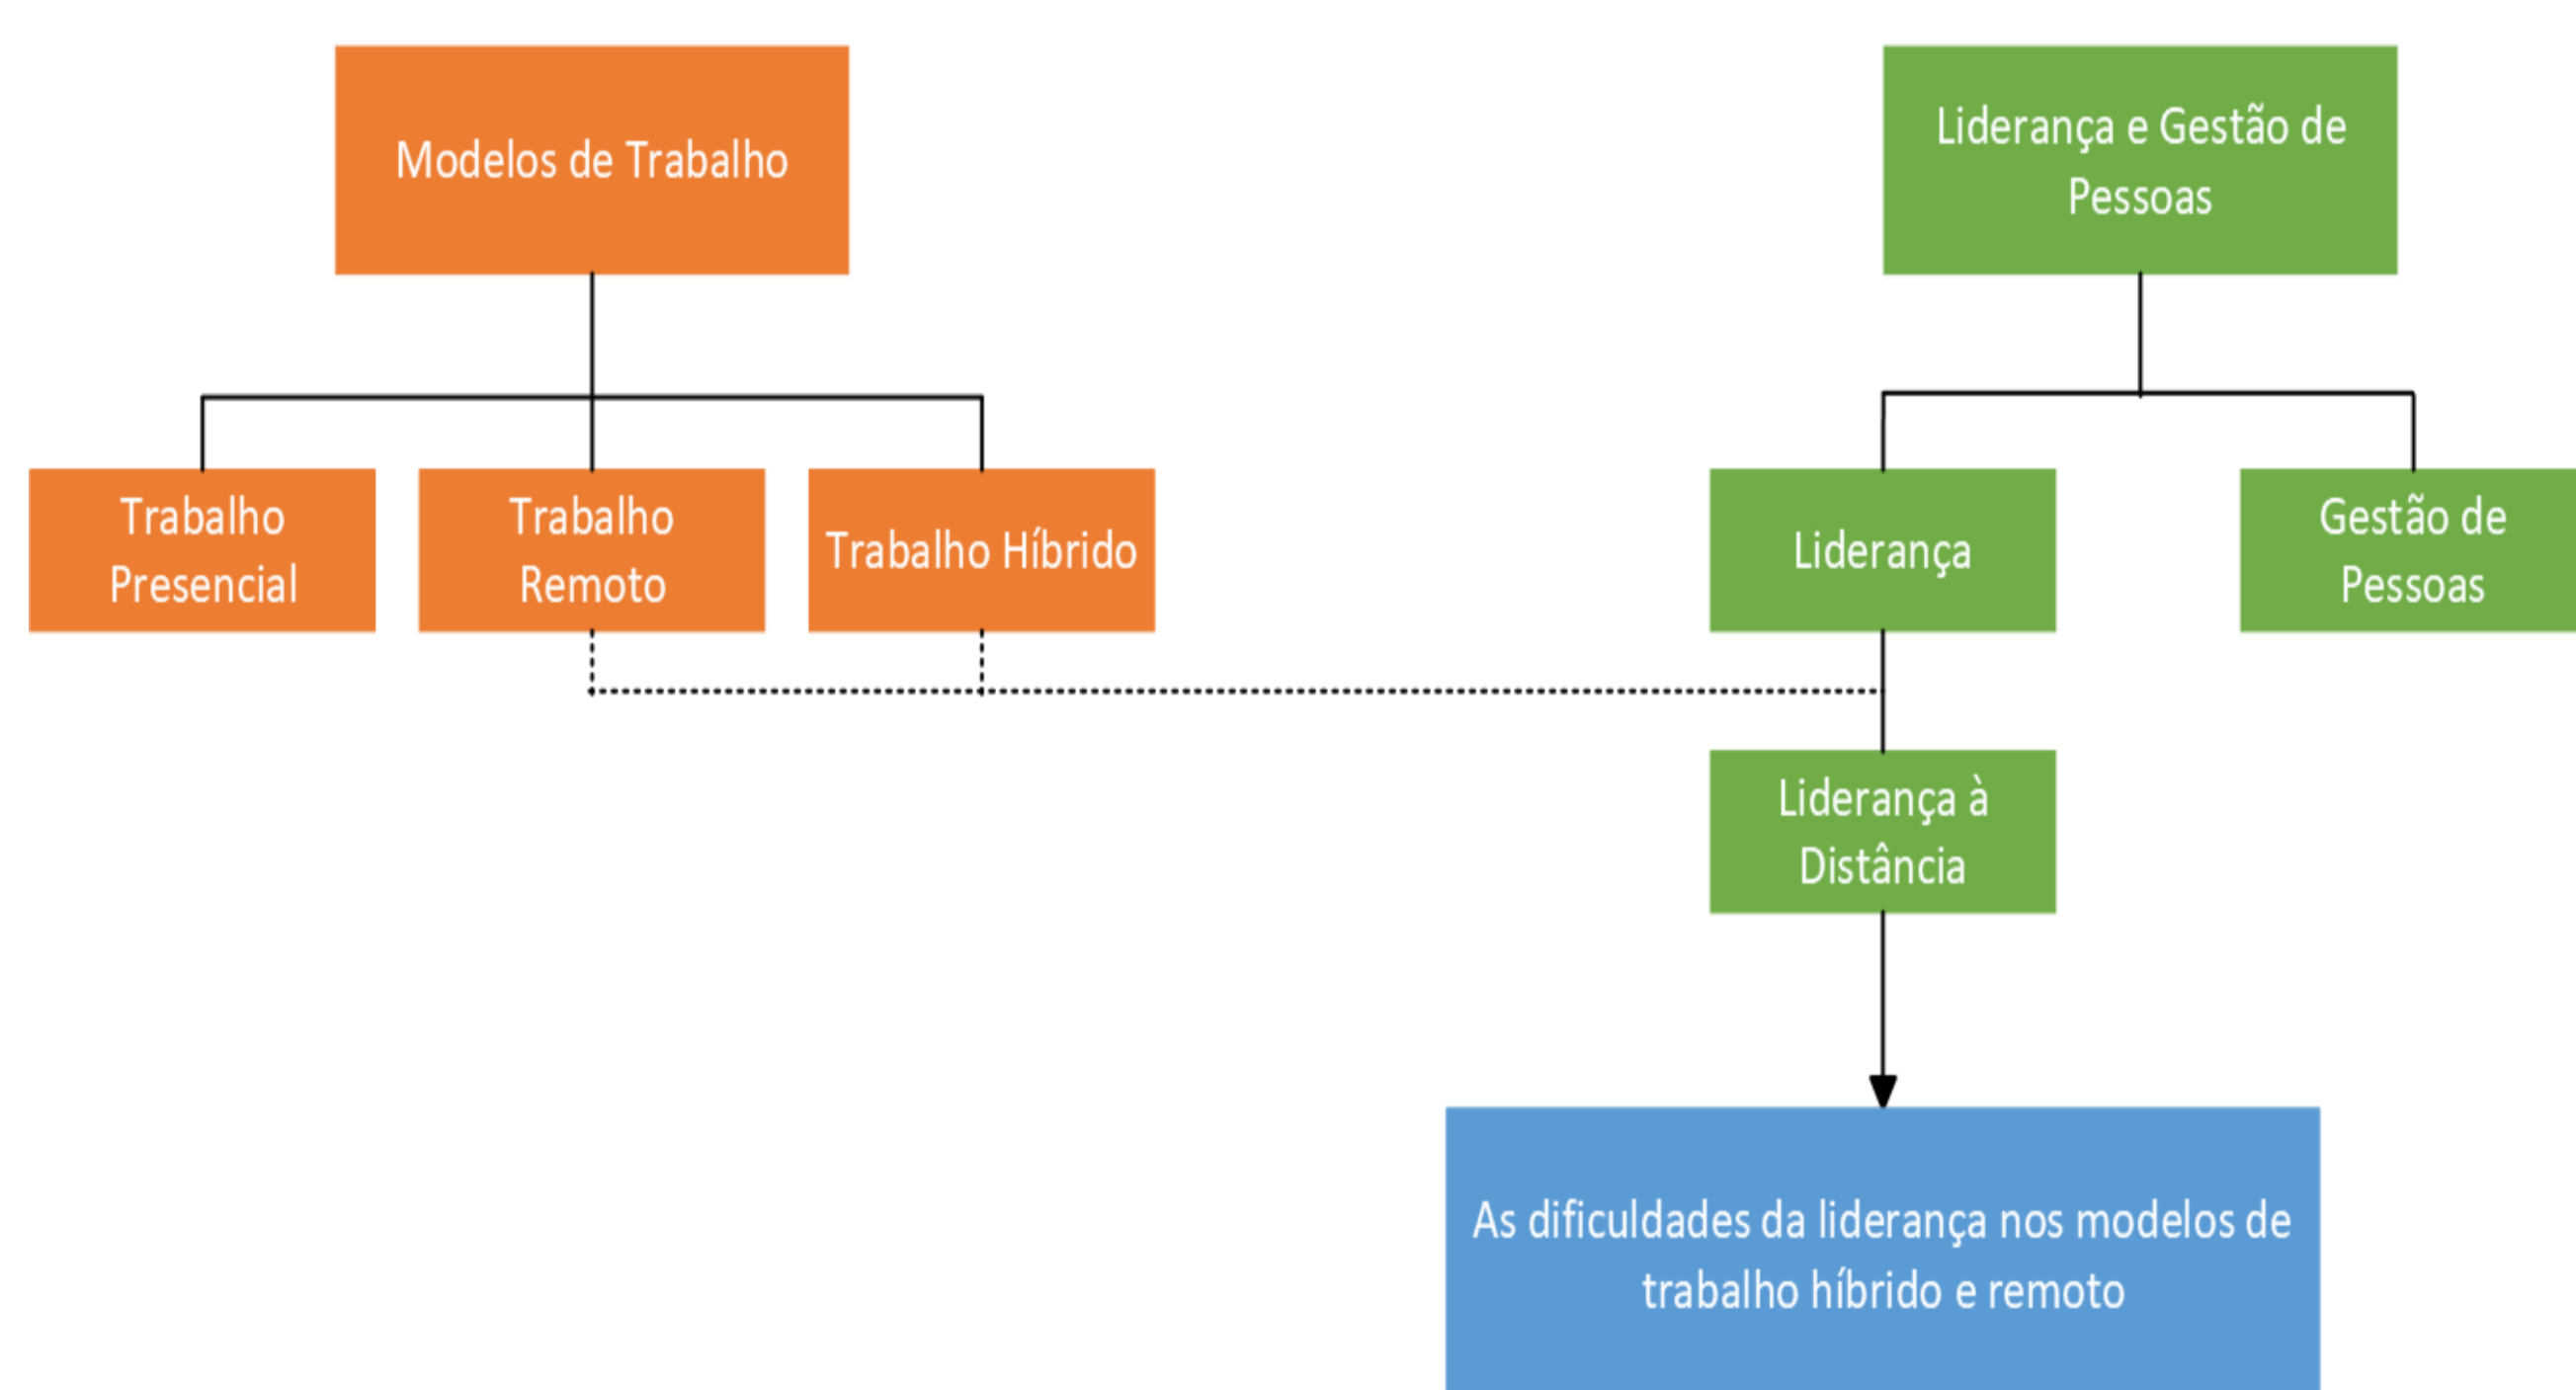 Modelos de Trabalho
Liderança e Gestão de
Pessoas
Trabalho
Presencial
Trabalho
Remoto
Trabalho Híbrido
Liderança
Gestão de
Pessoas
Liderança à
Distância
As dificuldades da liderança nos modelos de
trabalho híbrido e remoto